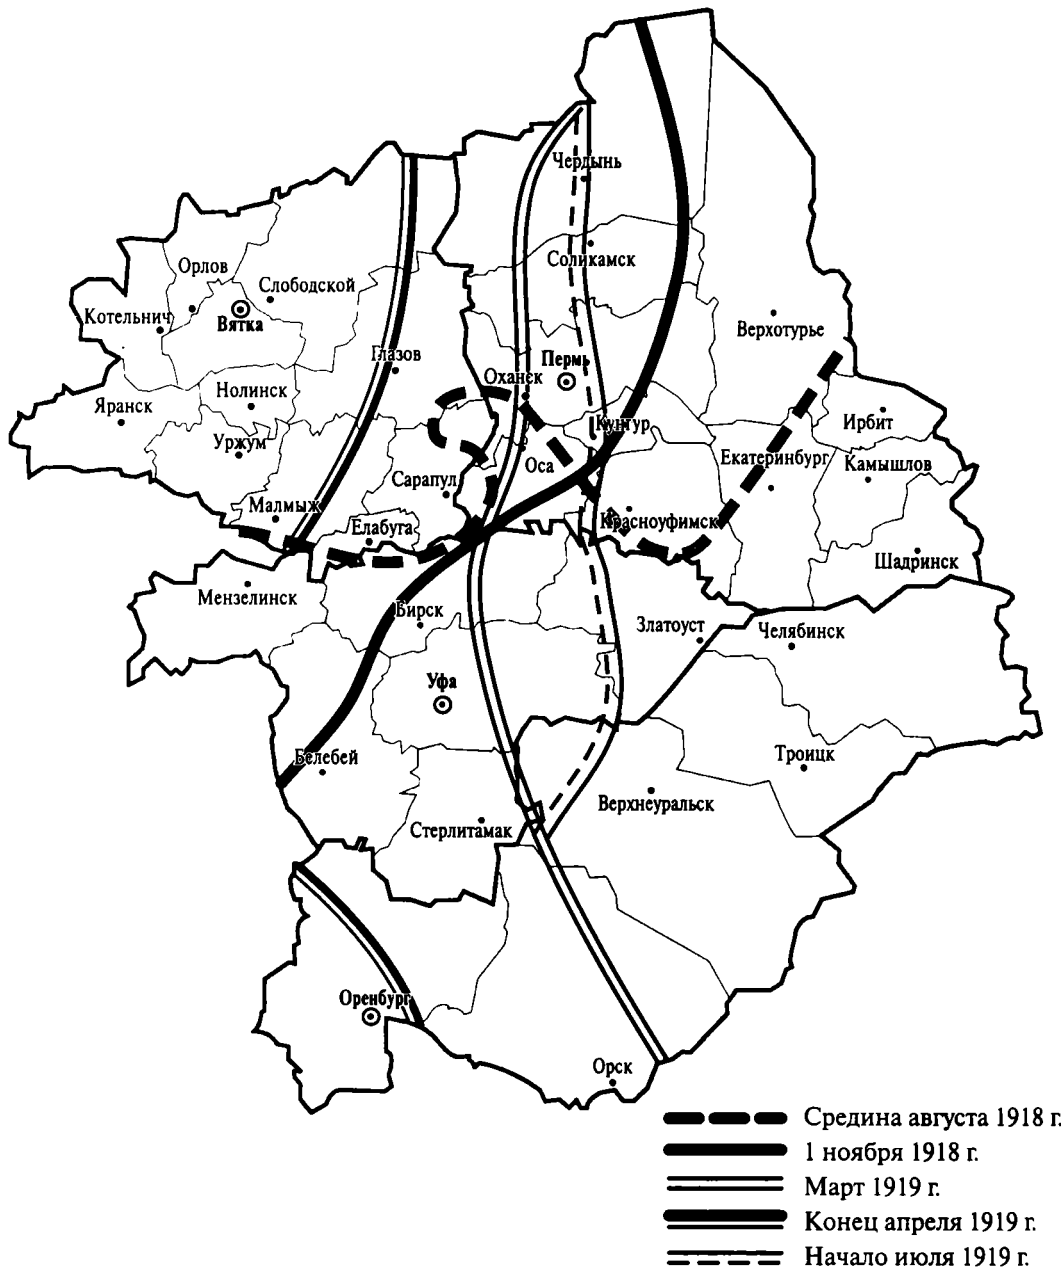 Чердынь
Соликамск
Орлов
Слободской
Котельнич
Вятка
Верхотурье
Глазов
Пермь
Оханск
Нолинск
Яранск
Кунгур
Ирбит
Уржум
Екатеринбург
Камышлов
Оса
Сарапул
Малмыж
Елабуга
Красноуфимск
Шадринск
Мензелинск
Бирск
Златоуст
Челябинск
Уфа
Белебей
Троицк
Верхнеуральск
Стерлитамак
Оренбург
Орск
Средина августа 1918 г.
1 ноября 1918 г.
Март 1919 г.
Конец апреля 1919 г.
Начало июля 1919 г.